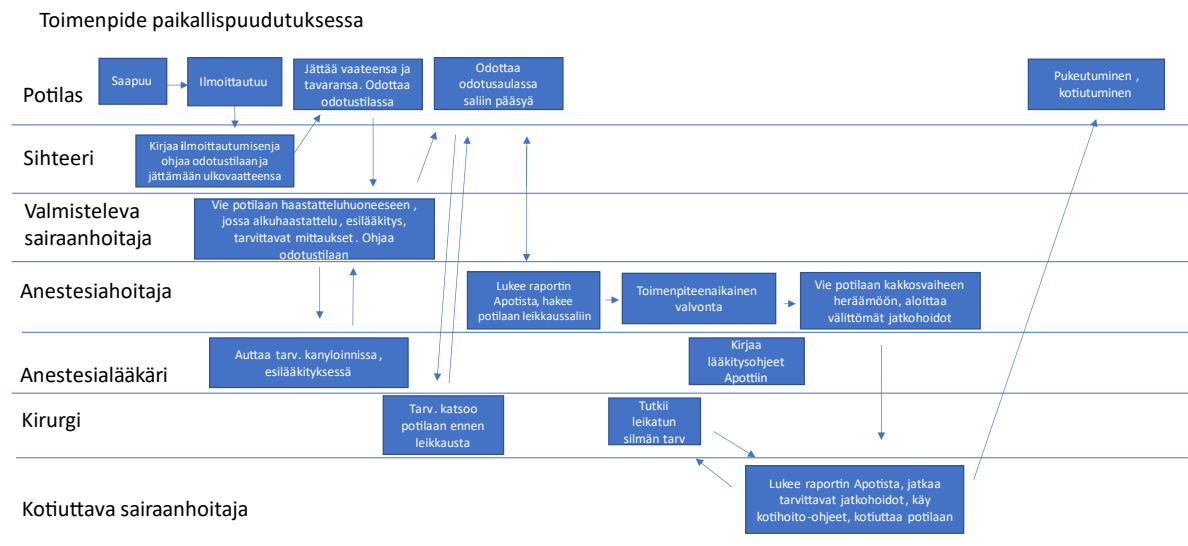 Toimenpide paikallispuudutuksessa
Potilas
Saapuu
Ilmoittautuu
Jättää vaateensa ja
tavaransa. Odottaa
odotustilassa
Odottaa
odotusaulassa
saliin pääsyä
Pukeutuminen ,
kotiutuminen
Sihteeri
Kirjaa ilmoittautumisenja
ohjaa odotustilaan ja
jättämään ulkovaatteensa
Valmisteleva
sairaanhoitaja
Vie potilaan haastatteluhuoneeseen ,
jossa alkuhaastattelu , esilääkitys,
tarvittavat mittaukset . Ohjaa
odotustilaan
Anestesiahoitaja
Lukee raportin
Apotista, hakee
potilaan leikkaussaliin
Toimenpiteenaikainen
valvonta
Vie potilaan kakkosvaiheen
heräämöön, aloittaa
välittömät jatkohoidot
Anestesialääkäri
Auttaa tarv. kanyloinnissa ,
esilääkityksessä
Kirjaa
lääkitysohjeet
Apottiin
Kirurgi
Tarv. katsoo
potilaan ennen
leikkausta
Tutkii
leikatun
silmän tarv
Kotiuttava sairaanhoitaja
Lukee raportin Apotista, jatkaa
tarvittavat jatkohoidot, käy
kotihoito-ohjeet, kotiuttaa potilaan